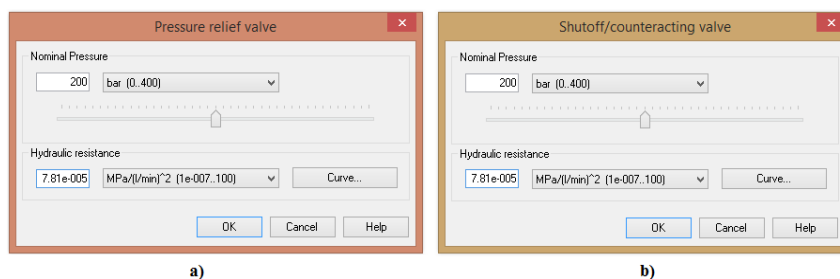 Pressure relief valve
Nominal Pressure
200 bar (0..400)
Hydraulic resistance
7.81e-005 MPa/(l/min)^2 (1e-007..100) Curve...
OK Cancel Help
a)
Shutoff/counteracting valve
Nominal Pressure
200 bar (0..400)
Hydraulic resistance
7.81e-005 MPa/(l/min)^2 (1e-007..100) Curve...
OK Cancel Help
b)